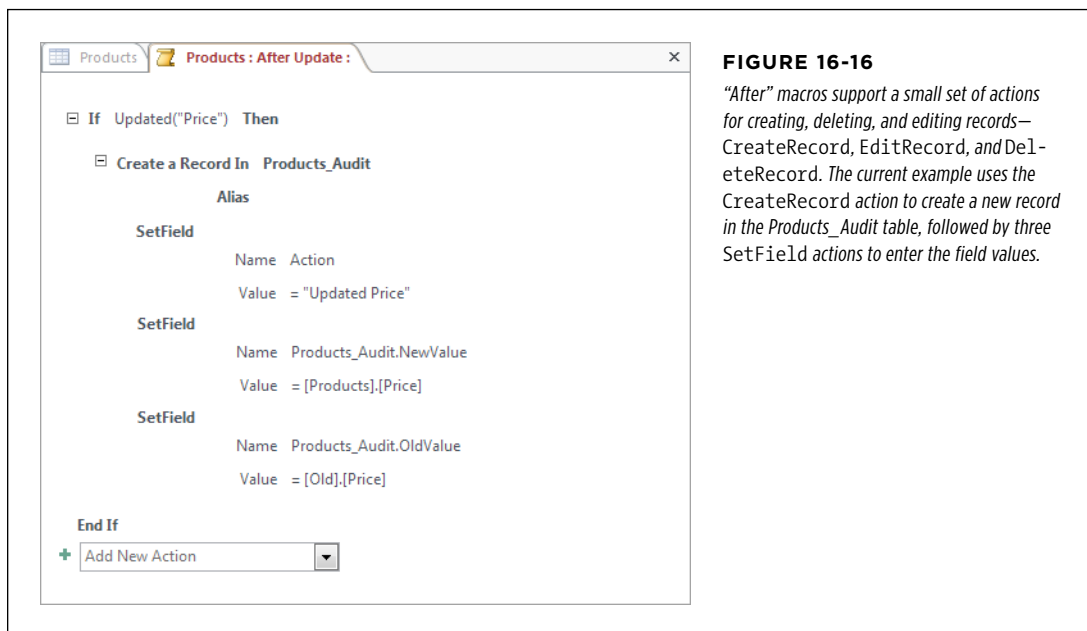 Products
Products : After Update :
×
If Updated("Price") Then
Create a Record In Products_Audit
Alias
SetField
Name Action
Value = "Updated Price"
SetField
Name Products_Audit.NewValue
Value = [Products].[Price]
SetField
Name Products_Audit.OldValue
Value = [Old].[Price]
End If
Add New Action
FIGURE 16-16
“After” macros support a small set of actions
for creating, deleting, and editing records—
CreateRecord, EditRecord, and Del-
eteRecord. The current example uses the
CreateRecord action to create a new record
in the Products_Audit table, followed by three
SetField actions to enter the field values.